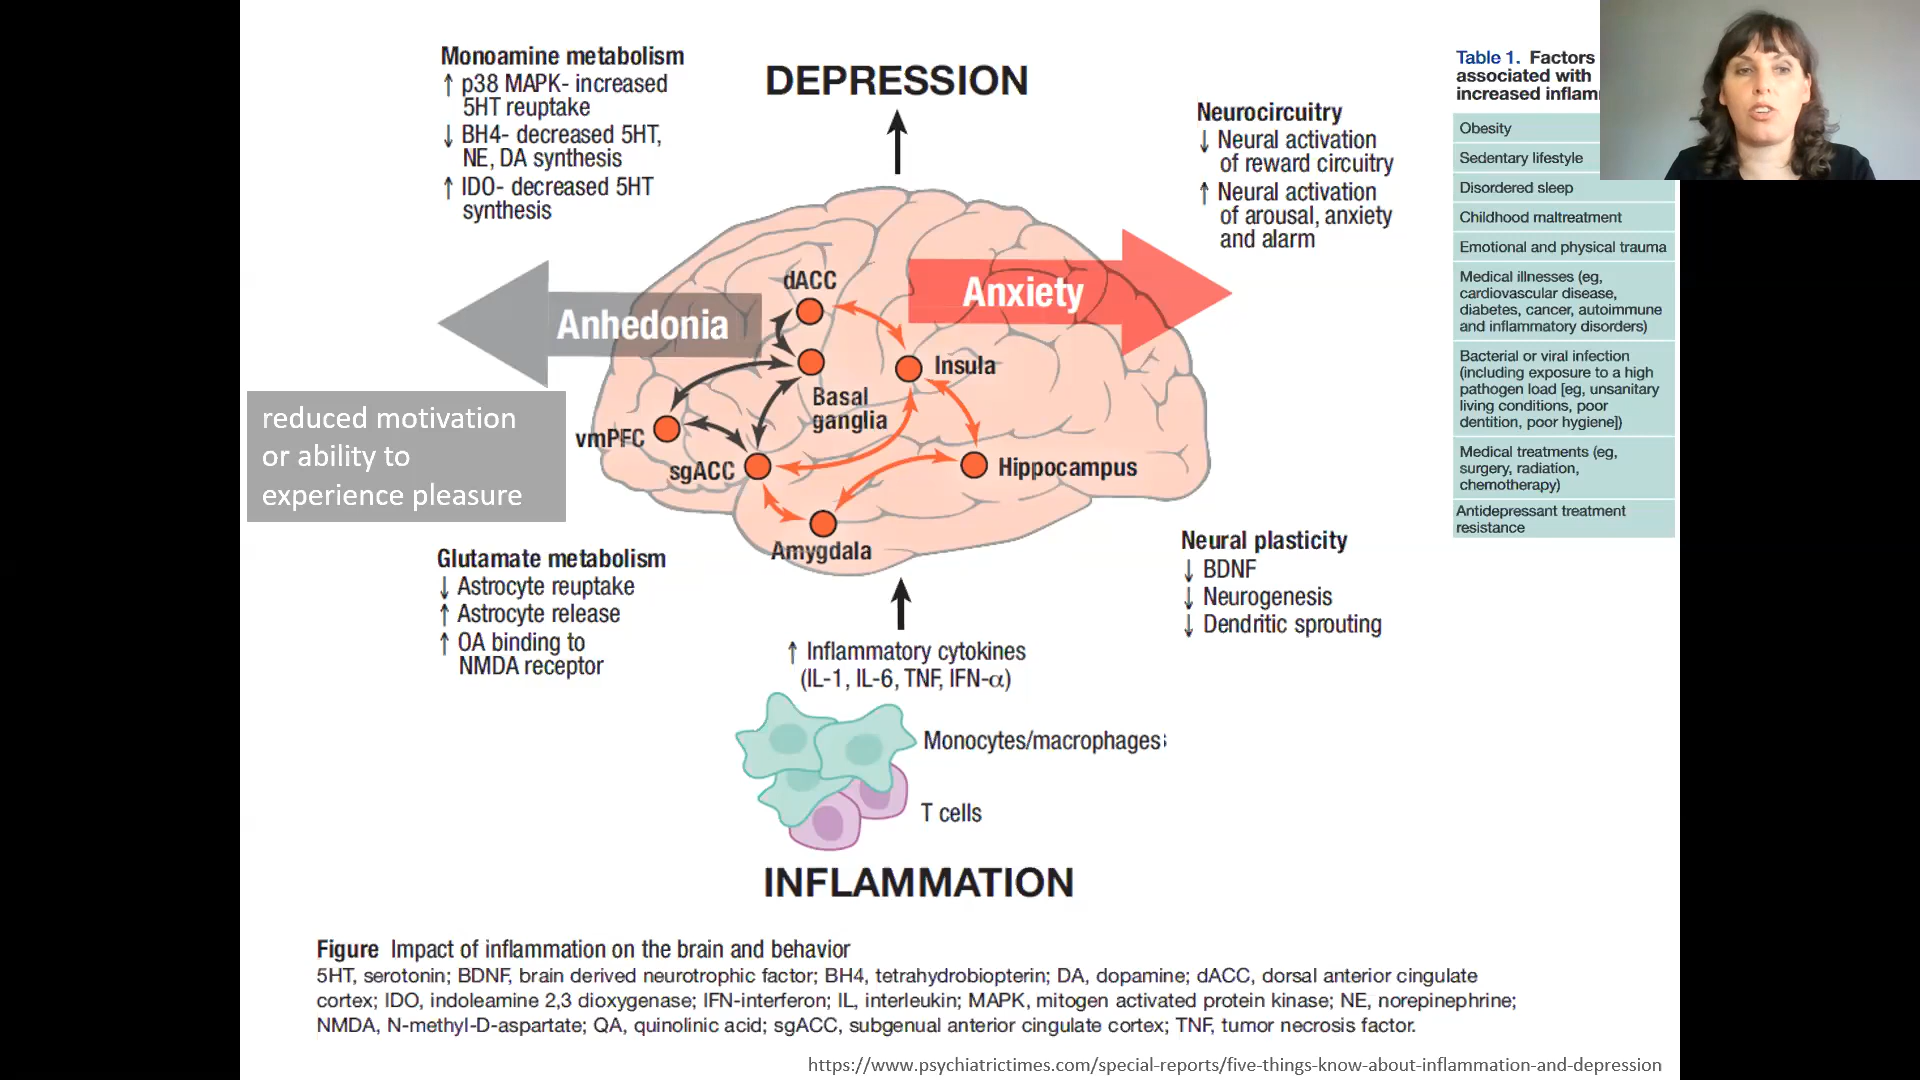 Monoamine metabolism
↑ p38 MAPK- increased
5HT reuptake
↓ BH4- decreased 5HT,
NE, DA synthesis
↑ IDO- decreased 5HT
synthesis
DEPRESSION
Neurocircuitry
↓ Neural activation
of reward circuitry
↑ Neural activation
of arousal, anxiety
and alarm
Table 1. Factors
associated with
increased inflam
Obesity
Sedentary lifestyle
Disordered sleep
Childhood maltreatment
Emotional and physical trauma
Medical illnesses (eg,
cardiovascular disease,
diabetes, cancer, autoimmune
and inflammatory disorders)
Bacterial or viral infection
(including exposure to a high
pathogen load [eg, unsanitary
living conditions, poor
dentition, poor hygiene])
Medical treatments (eg,
surgery, radiation,
chemotherapy)
Antidepressant treatment
resistance
Anhedonia
Anxiety
dACC
Insula
Basal
ganglia
vmPFC
sgACC
Hippocampus
Amygdala
reduced motivation
or ability to
experience pleasure
Glutamate metabolism
↓ Astrocyte reuptake
↑ Astrocyte release
↑ OA binding to
NMDA receptor
Neural plasticity
↓ BDNF
↓ Neurogenesis
↓ Dendritic sprouting
↑ Inflammatory cytokines
(IL-1, IL-6, TNF, IFN-α)
Monocytes/macrophages
T cells
INFLAMMATION
Figure Impact of inflammation on the brain and behavior
5HT, serotonin; BDNF, brain derived neurotrophic factor; BH4, tetrahydrobiopterin; DA, dopamine; dACC, dorsal anterior cingulate
cortex; IDO, indoleamine 2,3 dioxygenase; IFN-interferon; IL, interleukin; MAPK, mitogen activated protein kinase; NE, norepinephrine;
NMDA, N-methyl-D-aspartate; QA, quinolinic acid; sgACC, subgenual anterior cingulate cortex; TNF, tumor necrosis factor.
https://www.psychiatrictimes.com/special-reports/five-things-know-about-inflammation-and-depression